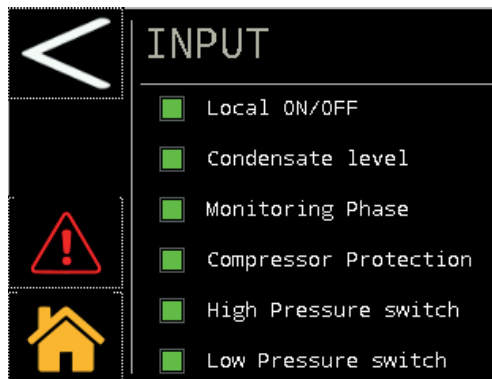 INPUT
Local ON/OFF
Condensate level
Monitoring Phase
Compressor Protection
High Pressure switch
Low Pressure switch